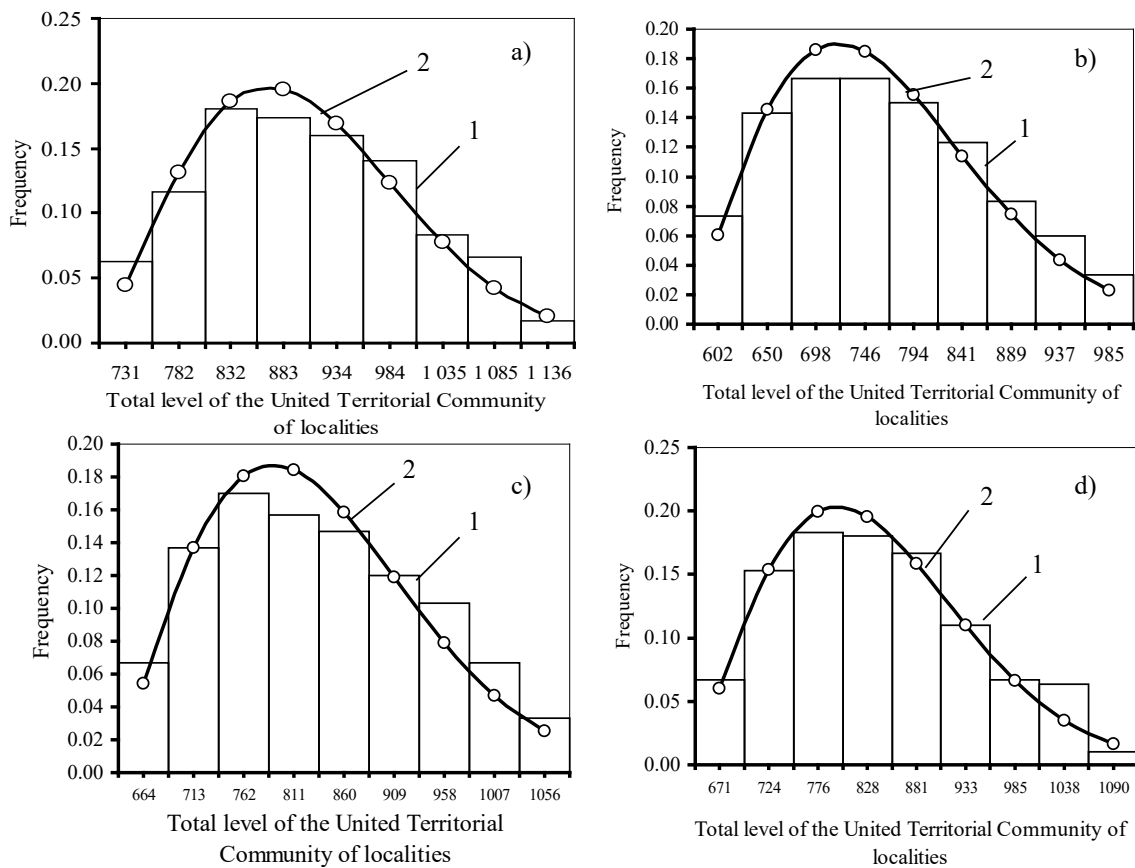 a)
0.25
0.20
0.15
0.10
0.05
0.00
Frequency
2
1
731 782 832 883 934 984 1 035 1 085 1 136
Total level of the United Territorial Community
of localities
b)
0.20
0.18
0.16
0.14
0.12
0.10
0.08
0.06
0.04
0.02
0.00
Frequency
2
1
602 650 698 746 794 841 889 937 985
Total level of the United Territorial Community of
localities
c)
0.20
0.18
0.16
0.14
0.12
0.10
0.08
0.06
0.04
0.02
0.00
Frequency
2
1
664 713 762 811 860 909 958 1007 1056
Total level of the United Territorial
Community of localities
d)
0.25
0.20
0.15
0.10
0.05
0.00
Frequency
2
1
671 724 776 828 881 933 985 1038 1090
Total level of the United Territorial Community of
localities